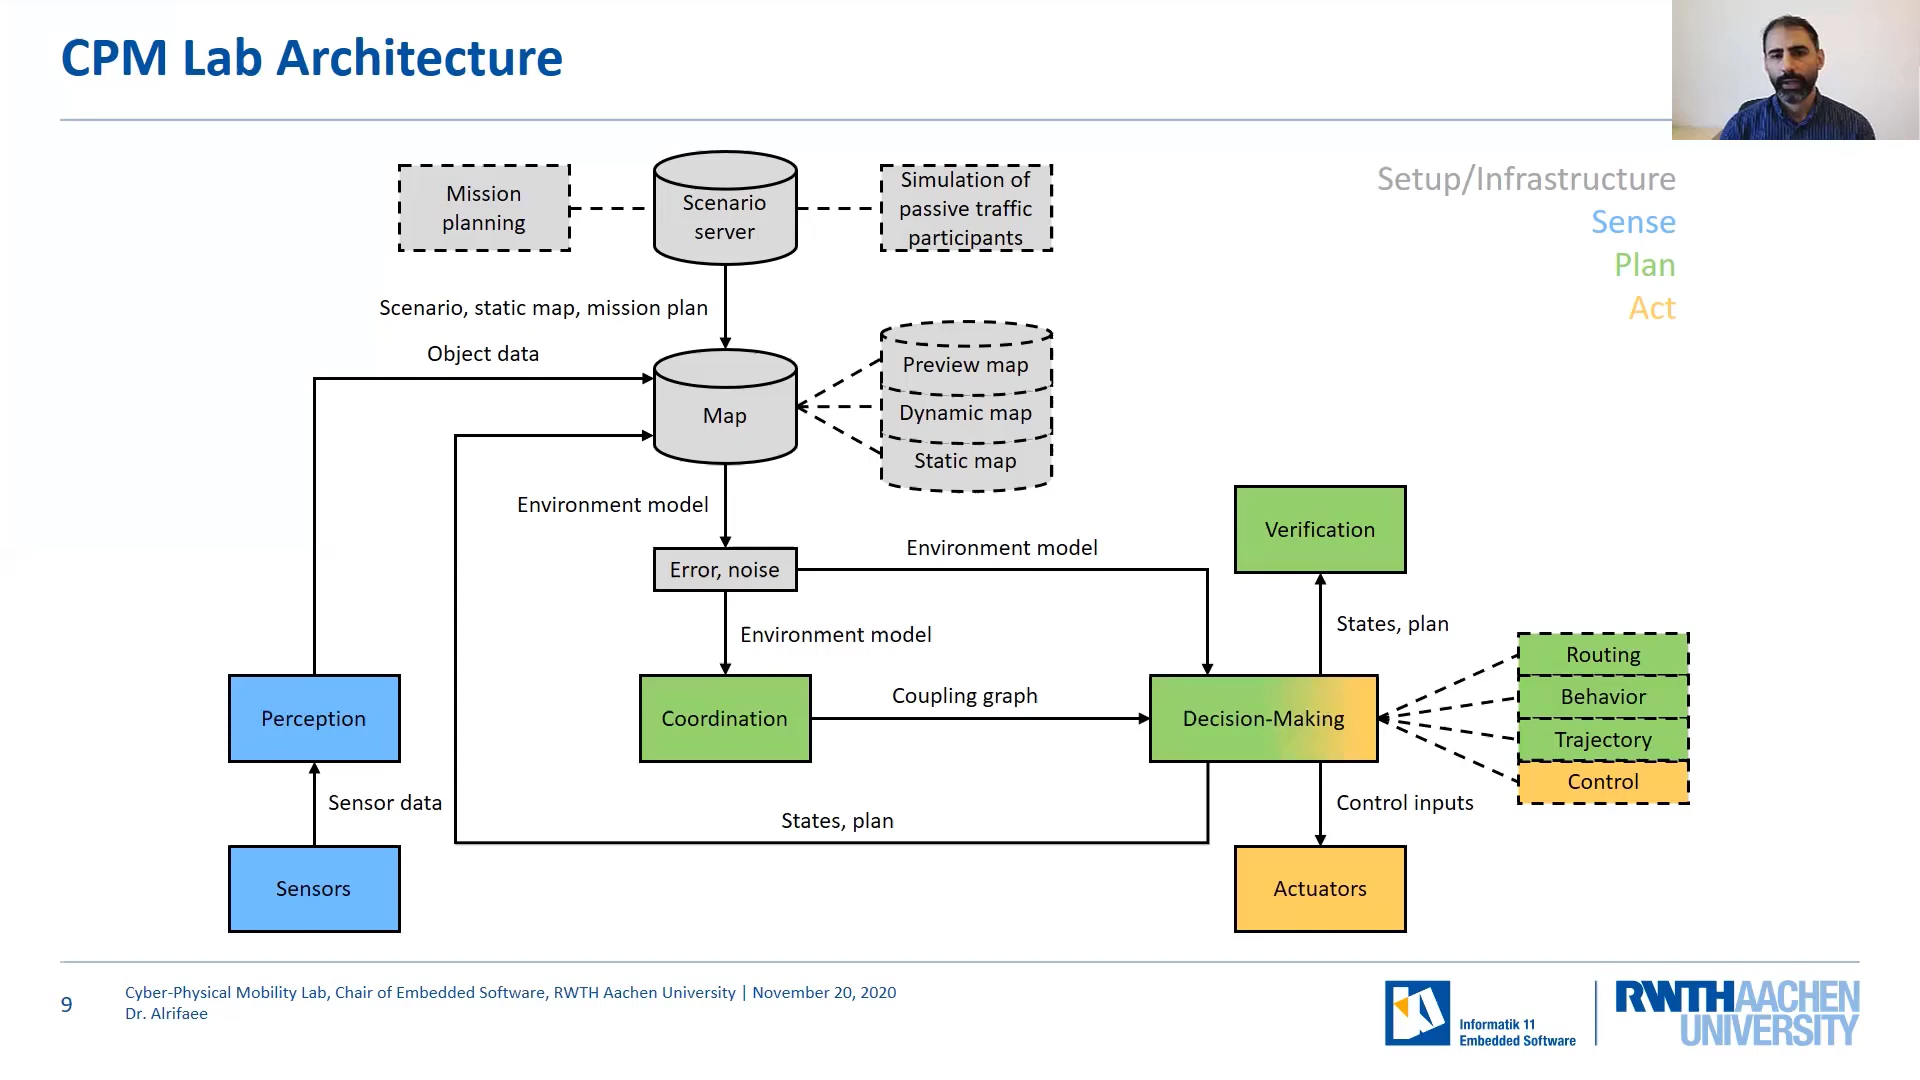 CPM Lab Architecture
Setup/Infrastructure
Sense
Plan
Act
Mission
planning
Scenario
server
Simulation of
passive traffic
participants
Scenario, static map, mission plan
Object data
Map
Preview map
Dynamic map
Static map
Environment model
Error, noise
Environment model
Environment model
Verification
States, plan
Perception
Coordination
Coupling graph
Decision-Making
Routing
Behavior
Trajectory
Control
Sensor data
States, plan
Control inputs
Sensors
Actuators
9
Cyber-Physical Mobility Lab, Chair of Embedded Software, RWTH Aachen University | November 20, 2020
Dr. Alrifaee
Informatik 11
Embedded Software
RWTHAACHEN
UNIVERSITY